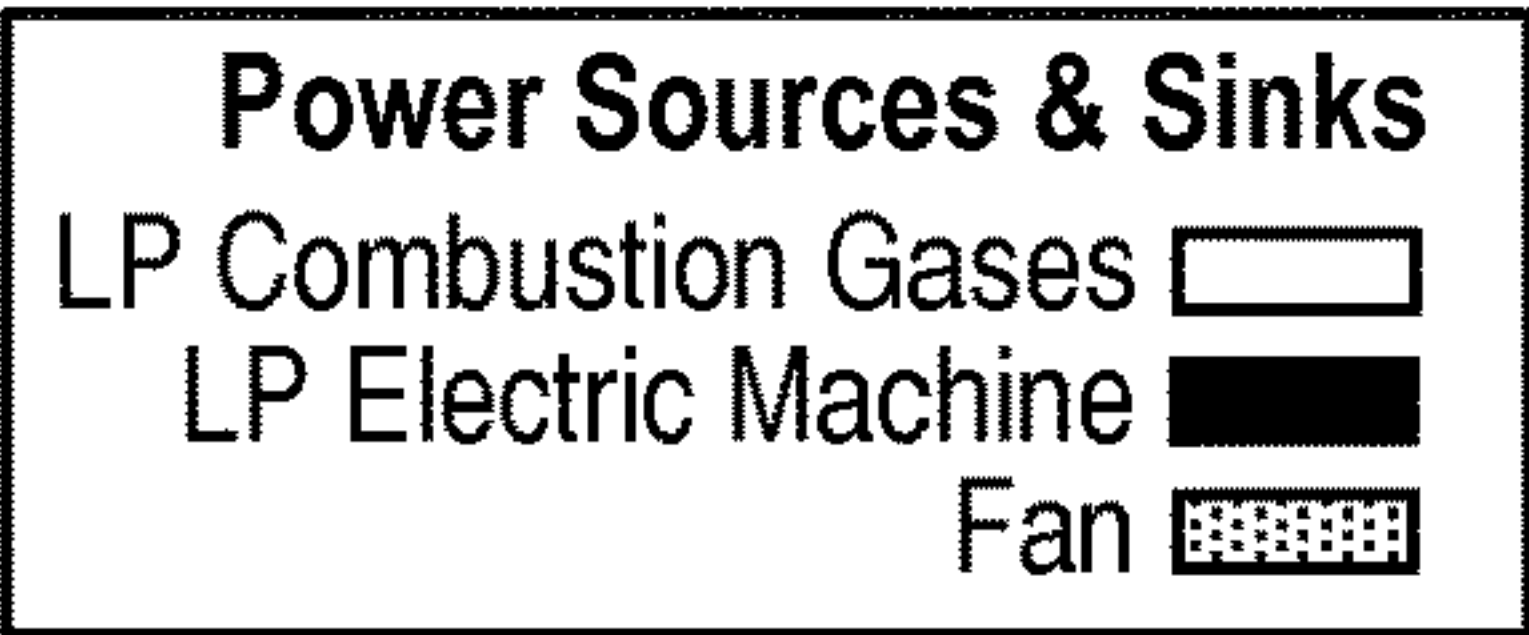 Power Sources & Sinks
LP Combustion Gases
LP Electric Machine
Fan